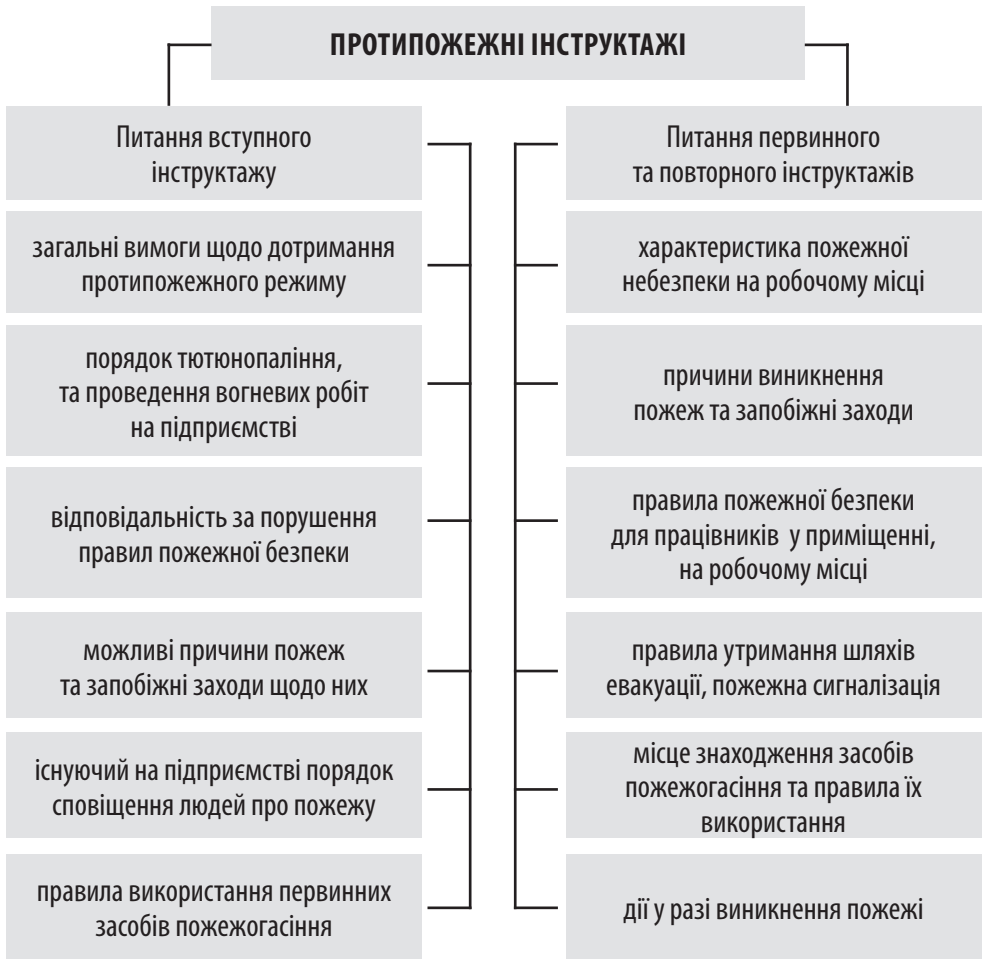 ПРОТИПОЖЕЖНІ ІНСТРУКТАЖІ
Питання вступного
інструктажу
загальні вимоги щодо дотримання
протипожежного режиму
порядок тютюнопаління,
та проведення вогневих робіт
на підприємстві
відповідальність за порушення
правил пожежної безпеки
можливі причини пожеж
та запобіжні заходи щодо них
існуючий на підприємстві порядок
сповіщення людей про пожежу
правила використання первинних
засобів пожежогасіння
Питання первинного
та повторного інструктажів
характеристика пожежної
небезпеки на робочому місці
причини виникнення
пожеж та запобіжні заходи
правила пожежної безпеки
для працівників у приміщенні,
на робочому місці
правила утримання шляхів
евакуації, пожежна сигналізація
місце знаходження засобів
пожежогасіння та правила їх
використання
дії у разі виникнення пожежі